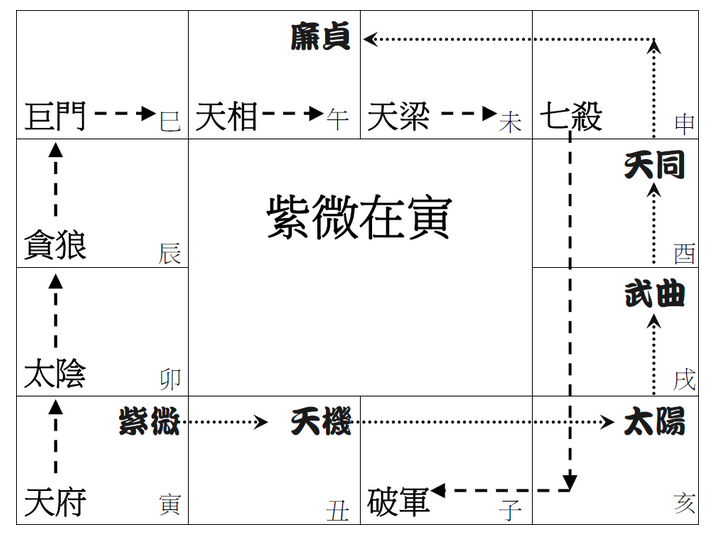 廉貞
巨門 巳 天相 午 天梁 未 七殺 申
紫微在寅
天同
貪狼 辰 酉
武曲
太陰 卯 戌
紫微 天機 太陽
天府 寅 丑 破軍 子 亥